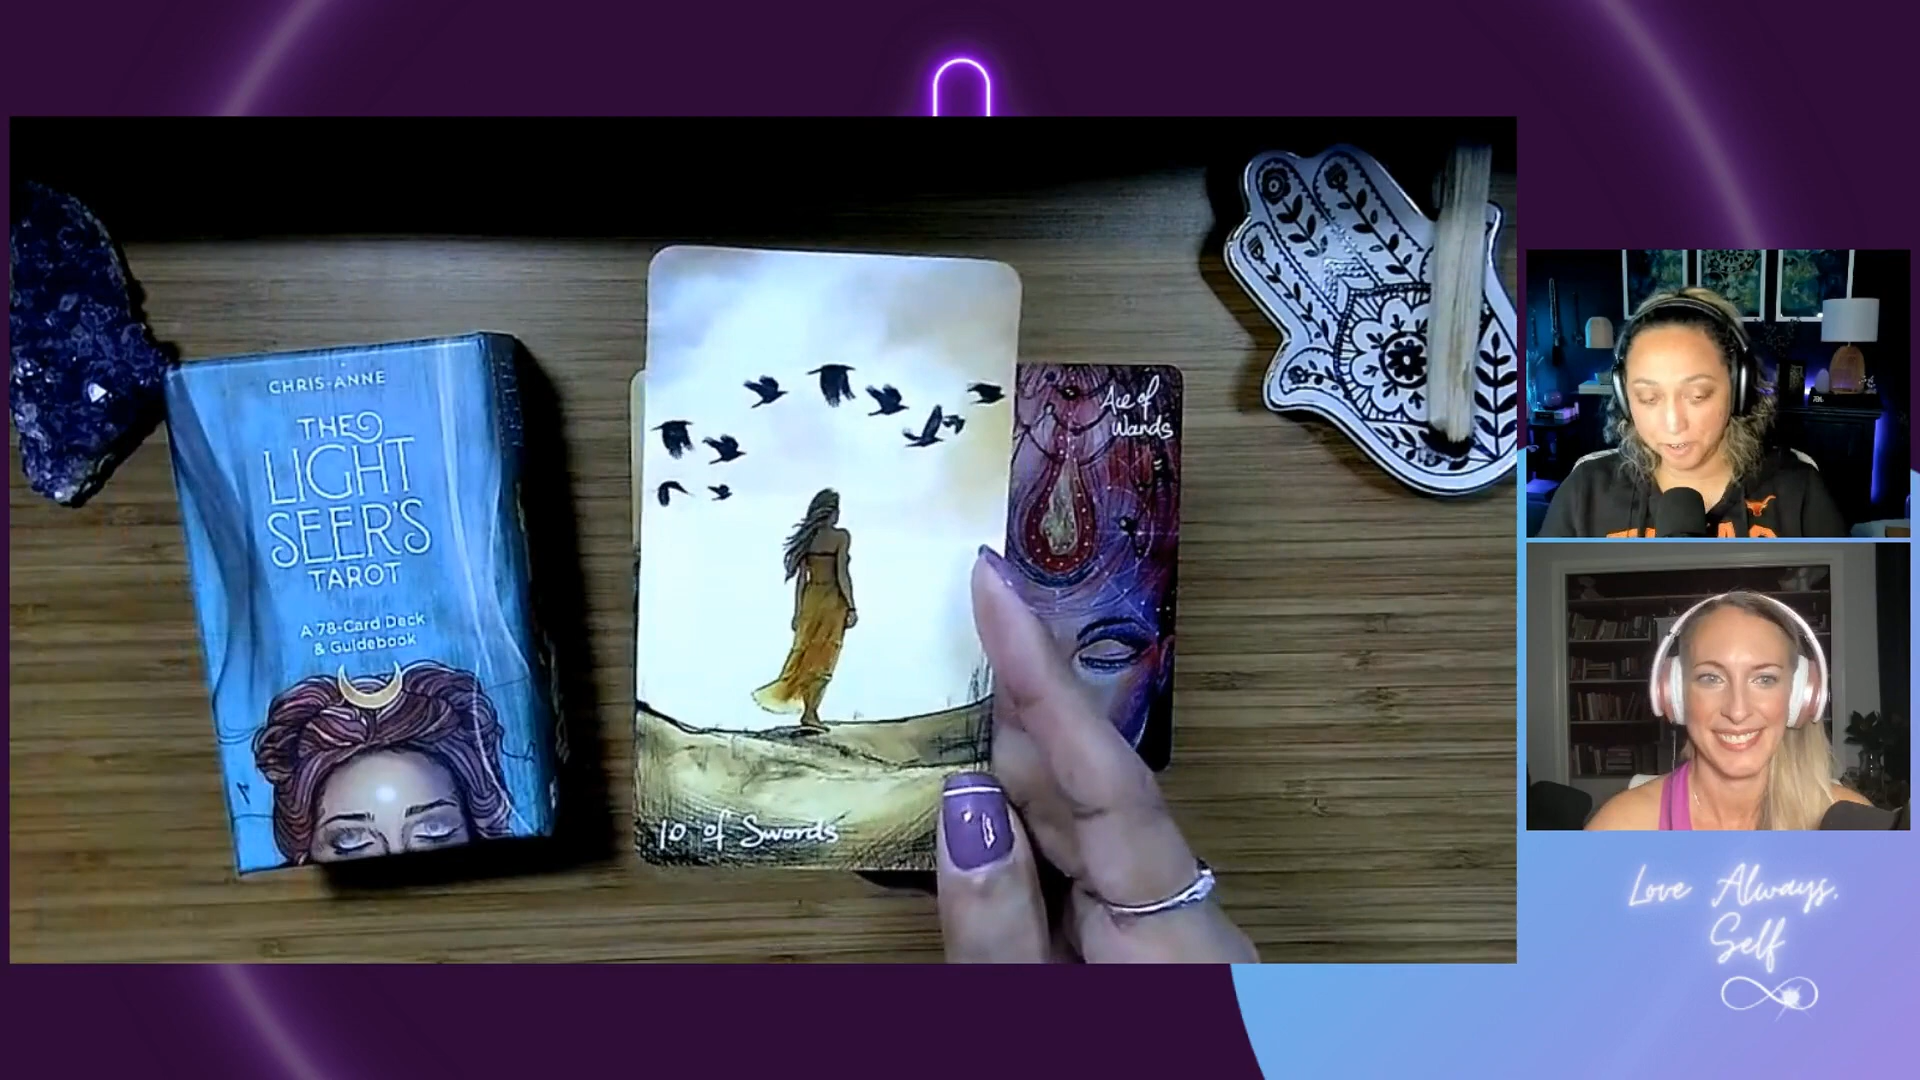 CHRIS-ANNE
THE
LIGHT
SEER'S
TAROT
A 78-Card Deck
& Guidebook
10 of Swords
Ace of
Wands
Love Always,
Self